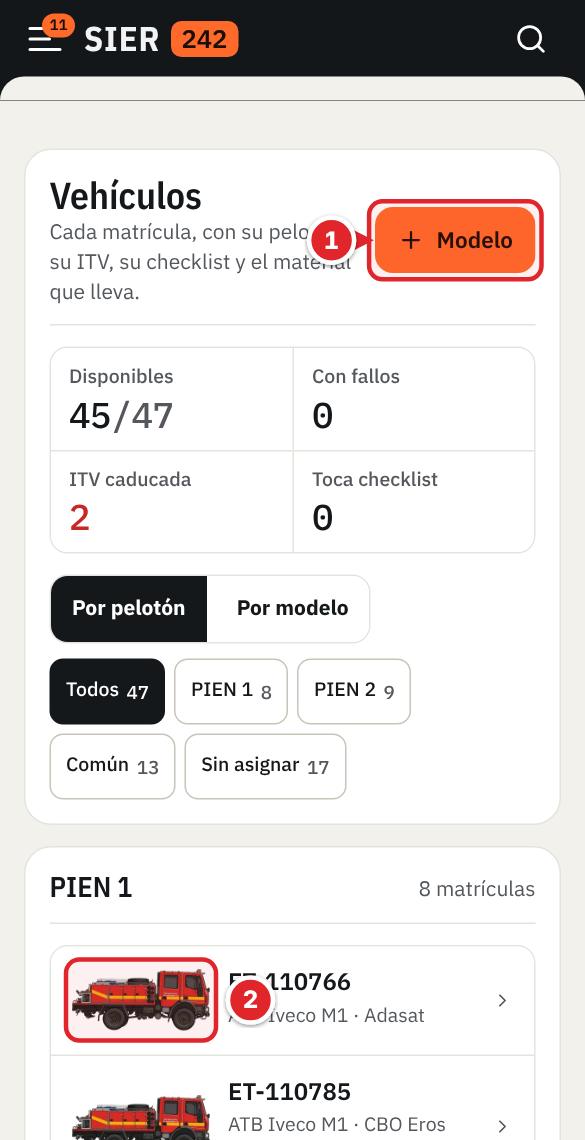 11
SIER 242
Vehículos
Cada matrícula, con su
su ITV, su checklist y el material
que lleva.
1
+ Modelo
Disponibles
45/47
Con fallos
0
ITV caducada
2
Toca checklist
0
Por pelotón
Por modelo
Todos 47
PIEN 1 8
PIEN 2 9
Común 13
Sin asignar 17
PIEN 1
8 matrículas
2
ET-110766
Iveco M1 · Adasat
ET-110785
ATB Iveco M1 · CBO Eros